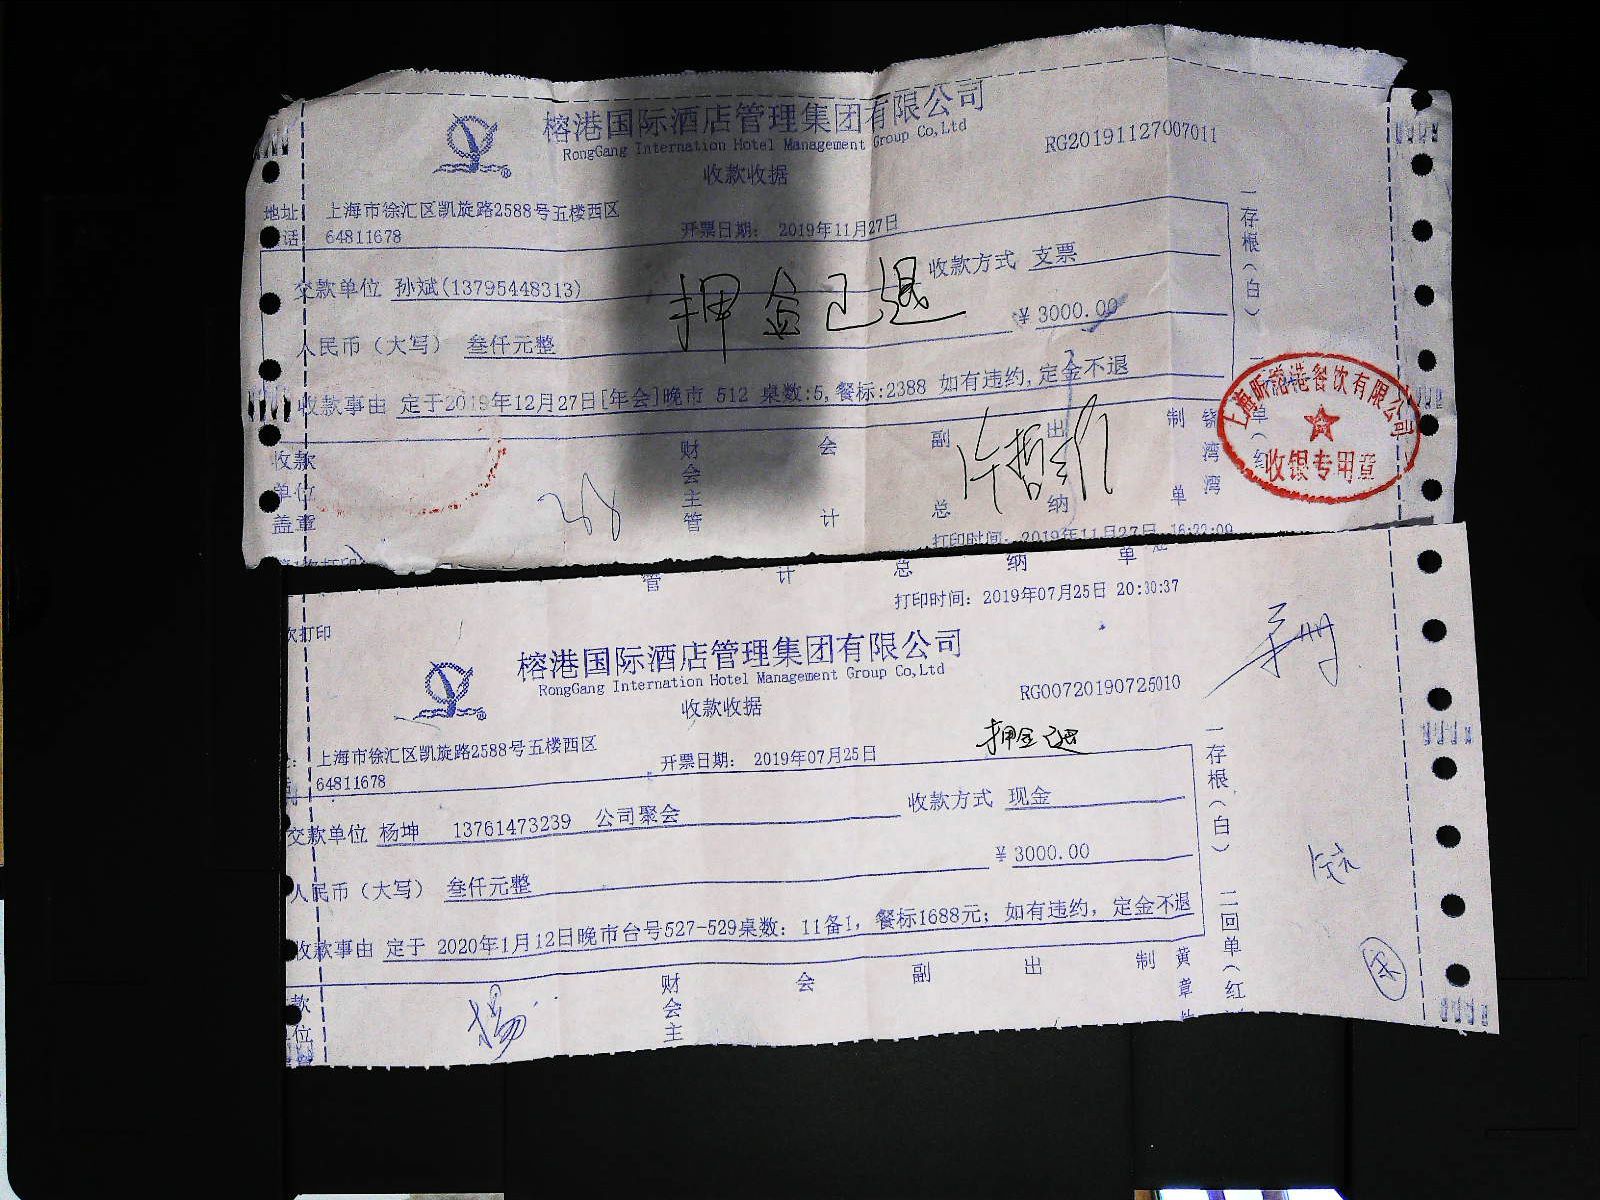 榕港国际酒店管理集团有限公司
RongGang International Hotel Management Group Co,Ltd
RG20191127007011
收款收据
地址 上海市徐汇区凯旋路2588号五楼西区
话 64811678
开票日期： 2019年11月27日
交款单位 孙斌(13795448313)
收款方式 支票
押金已退
人民币（大写） 叁仟元整
¥ 3000.00
收款事由 定于2019年12月27日[年会]晚市 512 桌数:5,餐标:2388 如有违约,定金不退
收款单位盖章
财会主管
会计
副总
出纳
制单
饶湾湾
一存根(白)
收银专用章
打印时间: 2019年11月27日 16:22:09
管 计 总 纳 单
打印时间: 2019年07月25日 20:30:37
次打印
榕港国际酒店管理集团有限公司
RongGang International Hotel Management Group Co,Ltd
RG00720190725010
收款收据
押金退
上海市徐汇区凯旋路2588号五楼西区
64811678
开票日期： 2019年07月25日
交款单位 杨坤 13761473239 公司聚会
收款方式 现金
人民币（大写） 叁仟元整
¥ 3000.00
收款事由 定于 2020年1月12日晚市台号527-529桌数: 11备1, 餐标1688元; 如有违约, 定金不退
款位
财会主
会
副
出
制
黄章
一存根(白) 二回单(红
杨